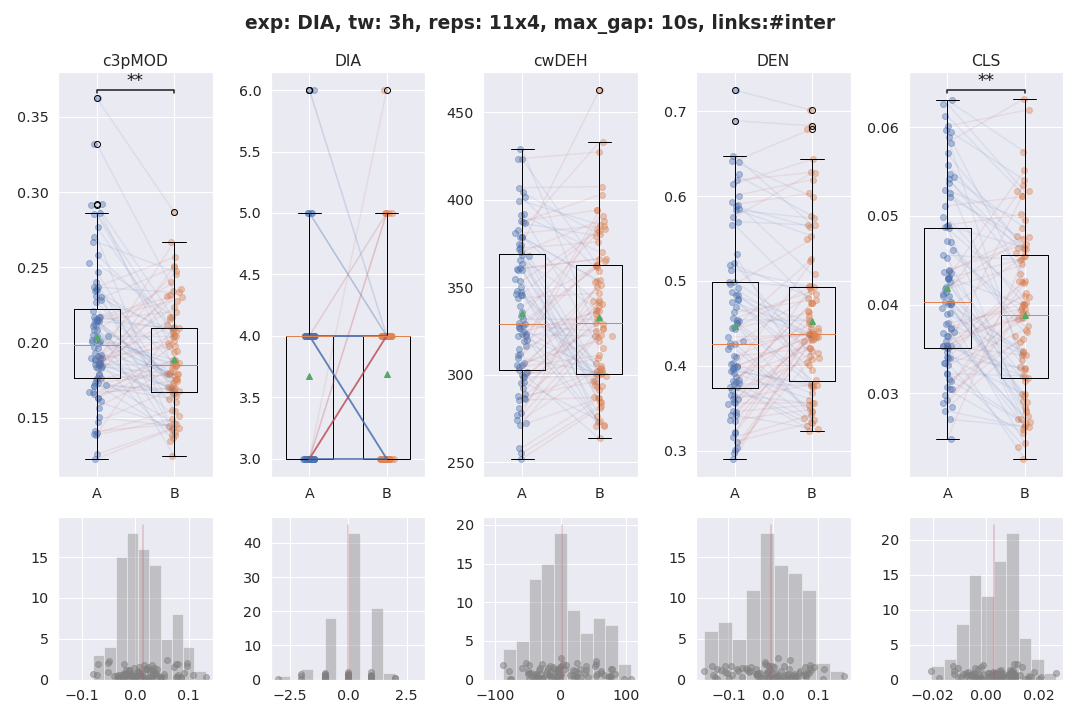 exp: DIA, tw: 3h, reps: 11x4, max_gap: 10s, links:#inter
c3pMOD DIA cwDEH DEN CLS
** **
0.35 0.30 0.25 0.20 0.15
6.0 5.5 5.0 4.5 4.0 3.5 3.0
450 400 350 300 250
0.7 0.6 0.5 0.4 0.3
0.06 0.05 0.04 0.03
A B A B A B A B A B
15 10 5 0
40 30 20 10 0
20 15 10 5 0
15 10 5 0
20 15 10 5 0
−0.1 0.0 0.1 −2.5 0.0 2.5 −100 0 100 −0.1 0.0 0.1 −0.02 0.00 0.02